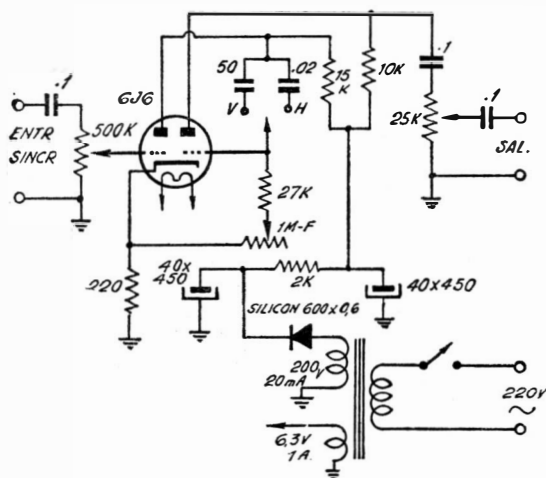 .1
ENTR
SINCR
500K
6J6
50
V
.02
H
15
K
10K
.1
25K
.1
SAL.
27K
1M-F
220
40x
450
2K
40x450
SILICON 600x0,6
200V
20mA
6,3V
1A.
220V
~